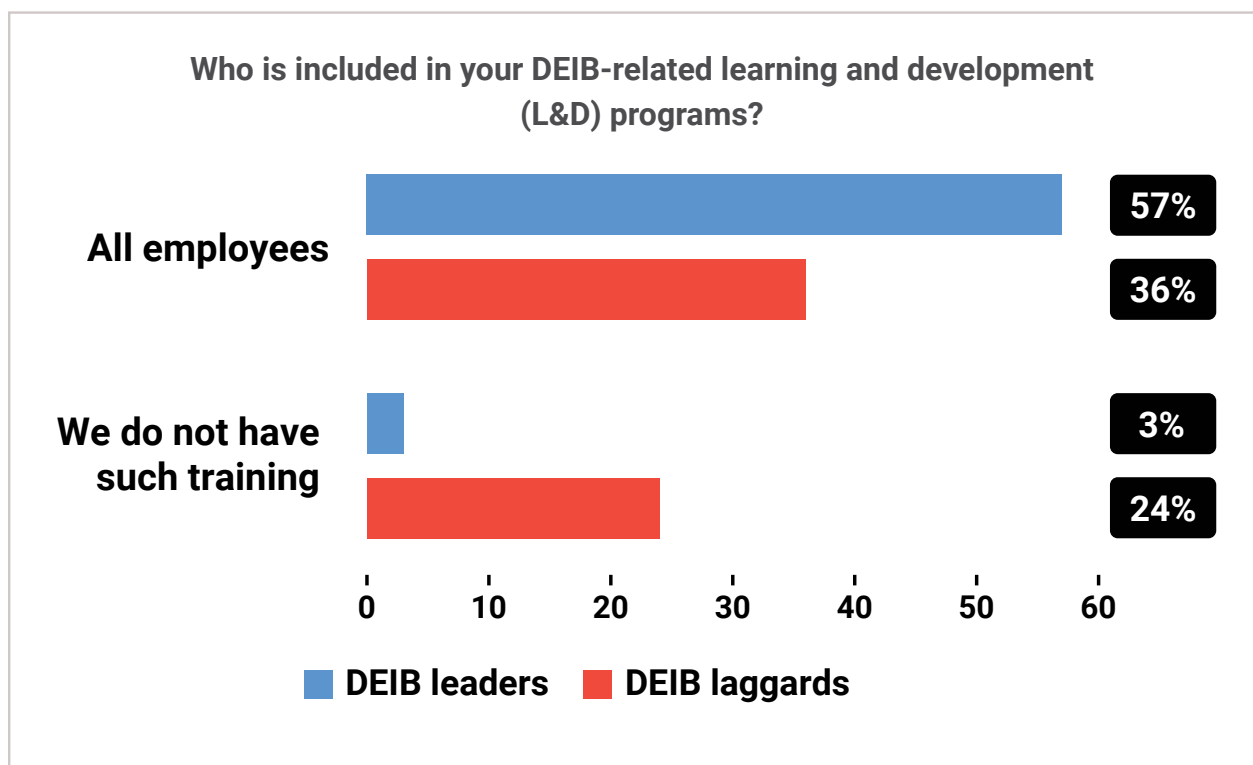 Who is included in your DEIB-related learning and development
(L&D) programs?
All employees
57%
36%
We do not have
such training
3%
24%
0 10 20 30 40 50 60
DEIB leaders DEIB laggards